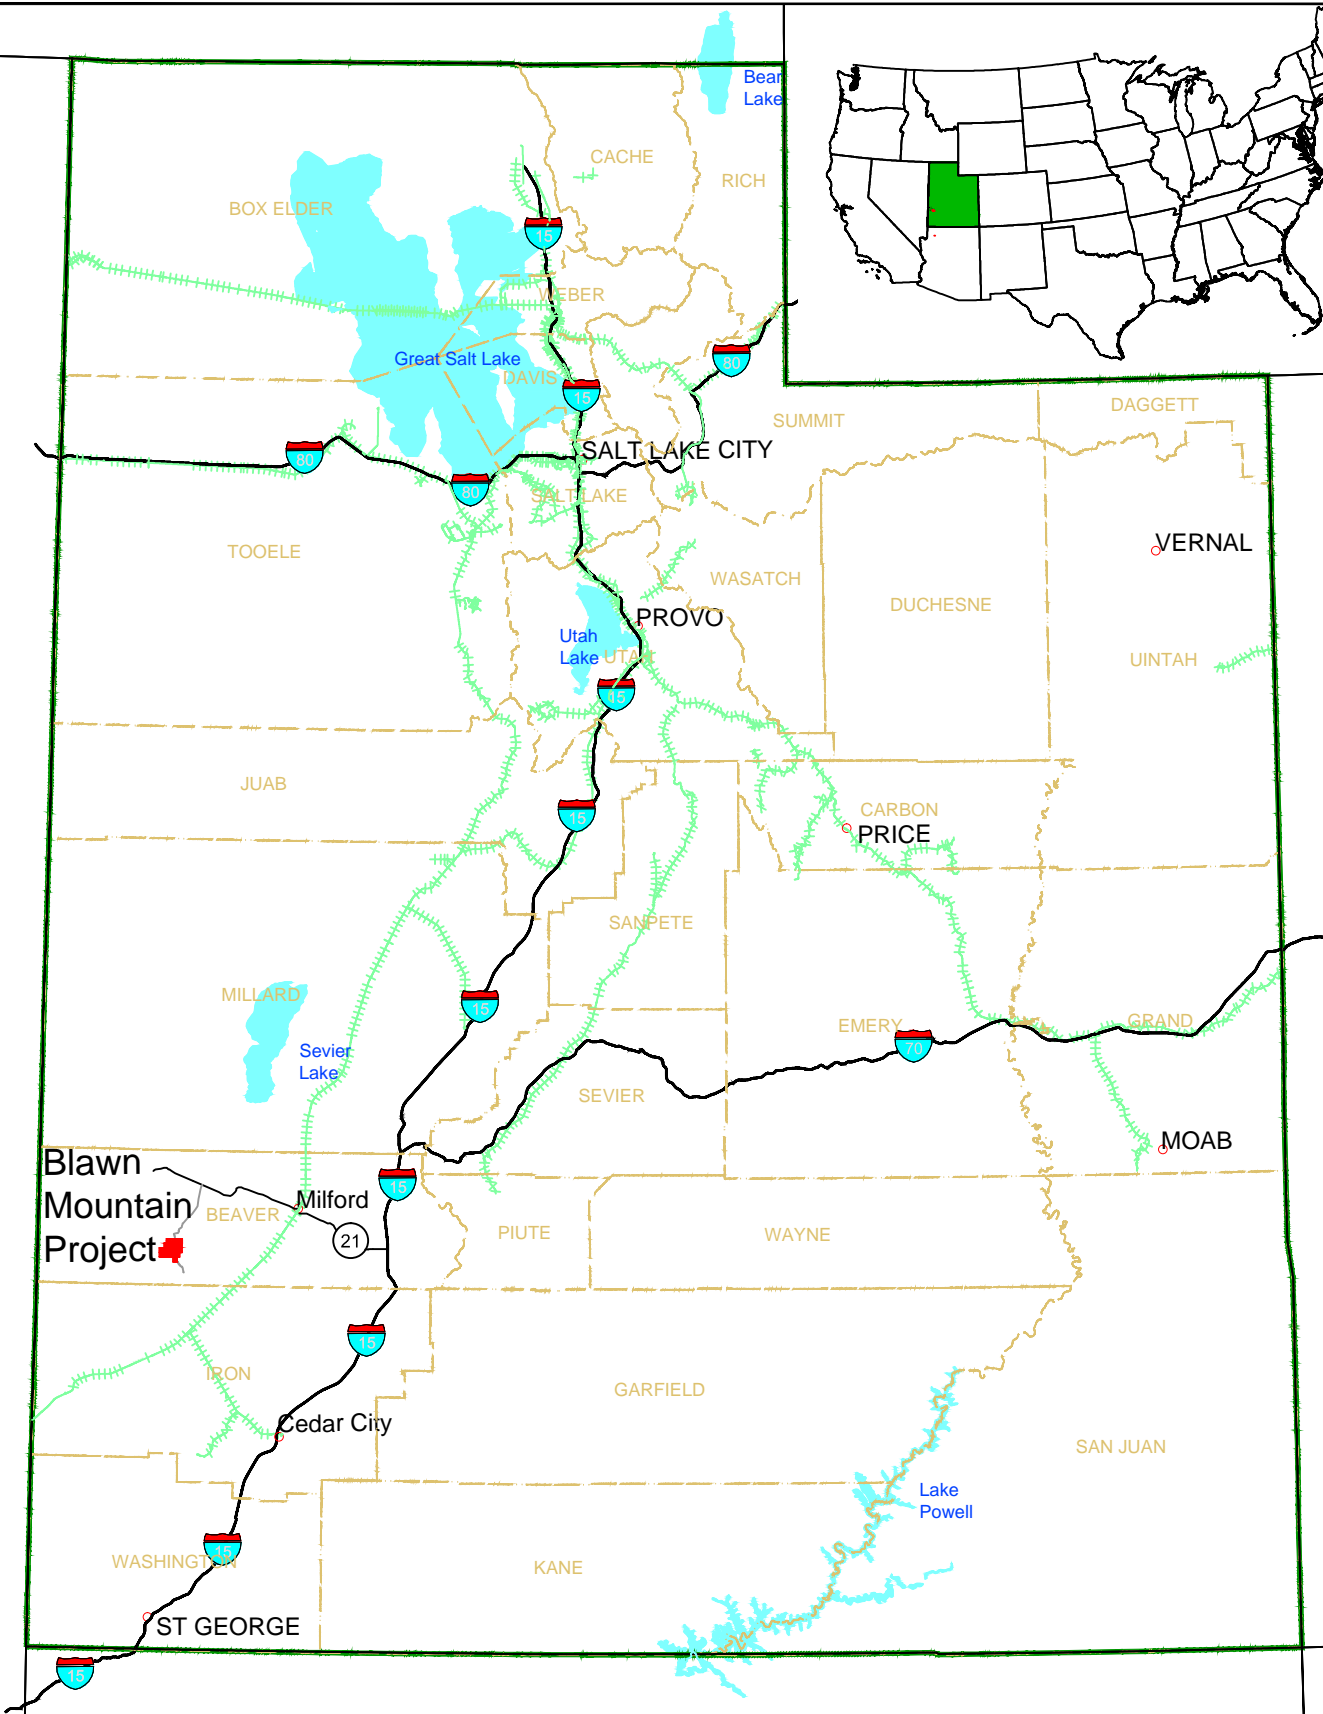 Bear
Lake
CACHE
RICH
BOX ELDER
15
WEBER
Great Salt Lake
80
DAVIS
15
DAGGETT
SUMMIT
SALT LAKE CITY
80
80
SALT LAKE
VERNAL
TOOELE
WASATCH
DUCHESNE
PROVO
Utah
Lake
UTAH
UINTAH
15
JUAB
CARBON
15
PRICE
SANPETE
MILLARD
15
EMERY
GRAND
70
Sevier
Lake
SEVIER
MOAB
Blawn
Mountain
Project
15
Milford
BEAVER
21
PIUTE
WAYNE
15
IRON
GARFIELD
Cedar City
SAN JUAN
Lake
Powell
15
WASHINGTON
KANE
ST GEORGE
15